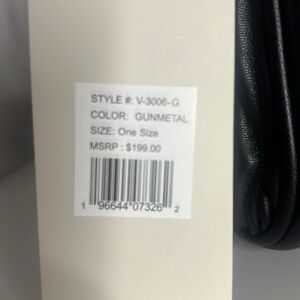 STYLE #: V-3006-G
COLOR: GUNMETAL
SIZE: One Size
MSRP : $199.00
1 96644 07326 2